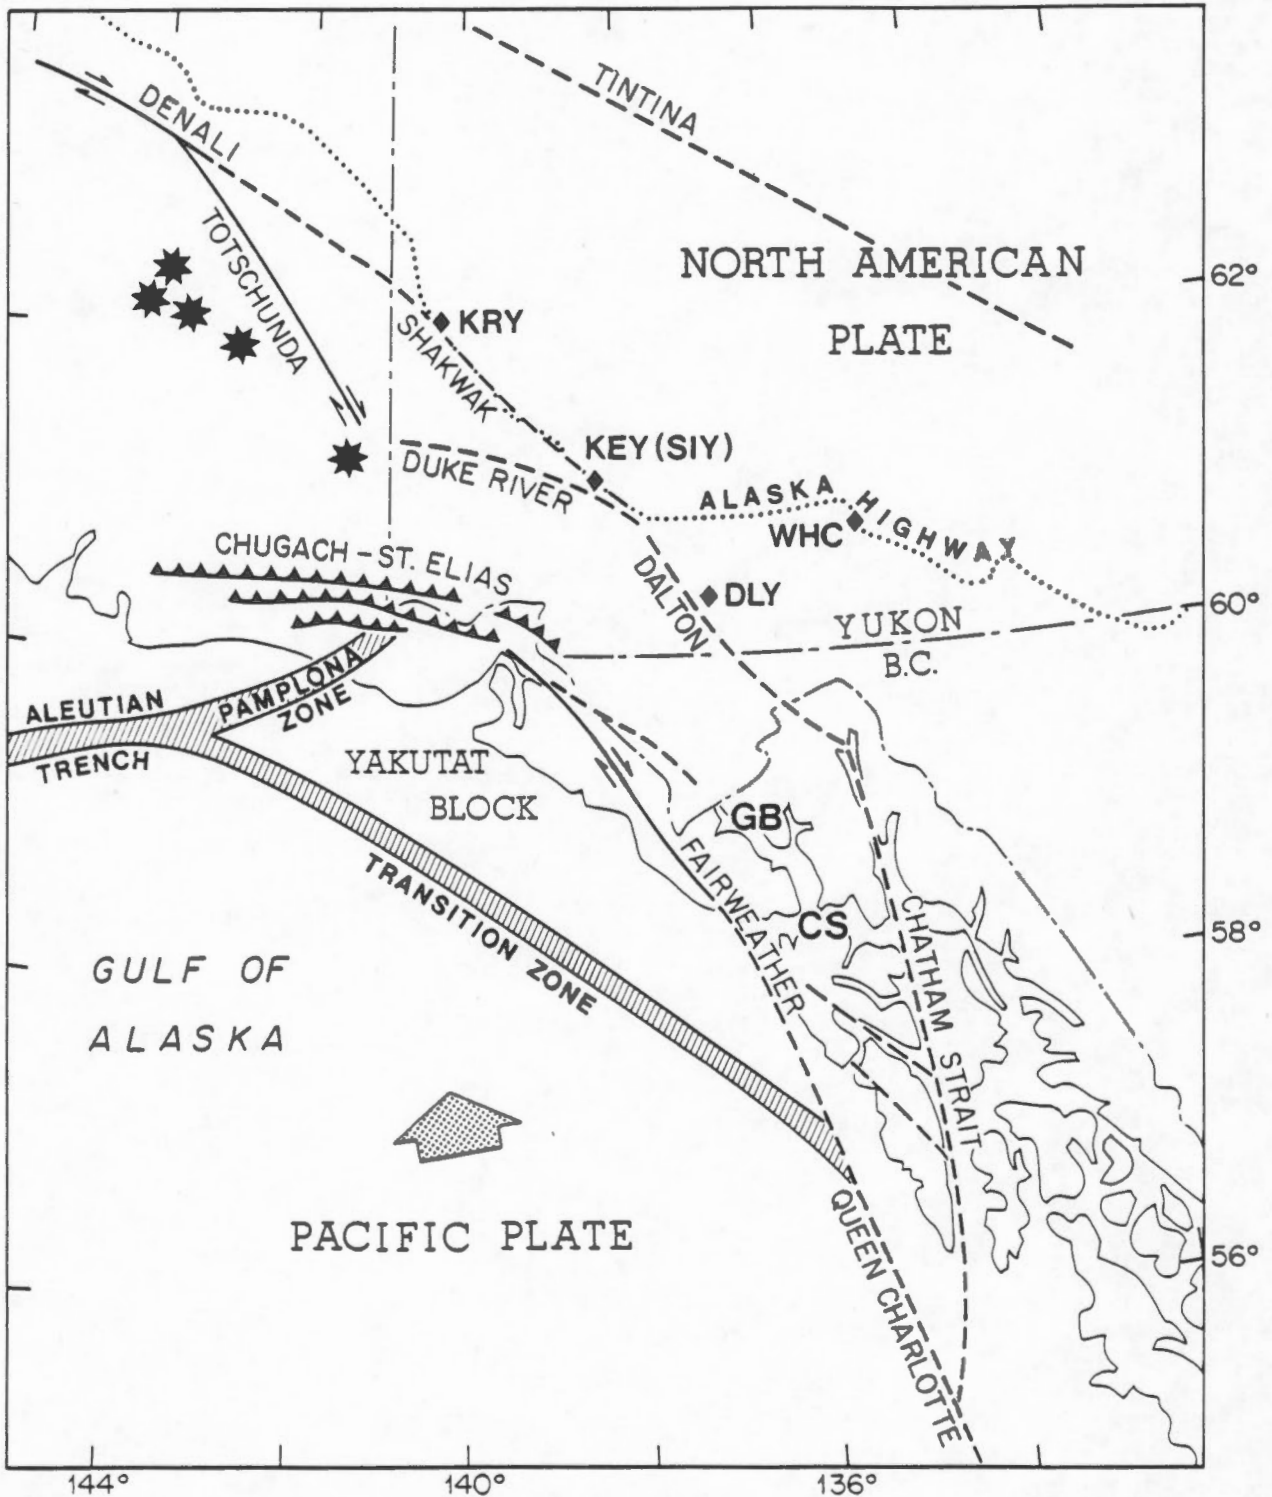 TINTINA
DENALI
TOTSCHUNDA
NORTH AMERICAN
PLATE
62°
KRY
SHAKWAK
KEY (SIY)
DUKE RIVER
ALASKA HIGHWAY
WHC
CHUGACH - ST. ELIAS
DALTON
DLY
60°
YUKON
B.C.
ALEUTIAN
TRENCH
PAMPLONA
ZONE
YAKUTAT
BLOCK
GB
FAIRWEATHER
CS
CHATHAM STRAIT
58°
TRANSITION ZONE
GULF OF
ALASKA
PACIFIC PLATE
QUEEN CHARLOTTE
56°
144°
140°
136°